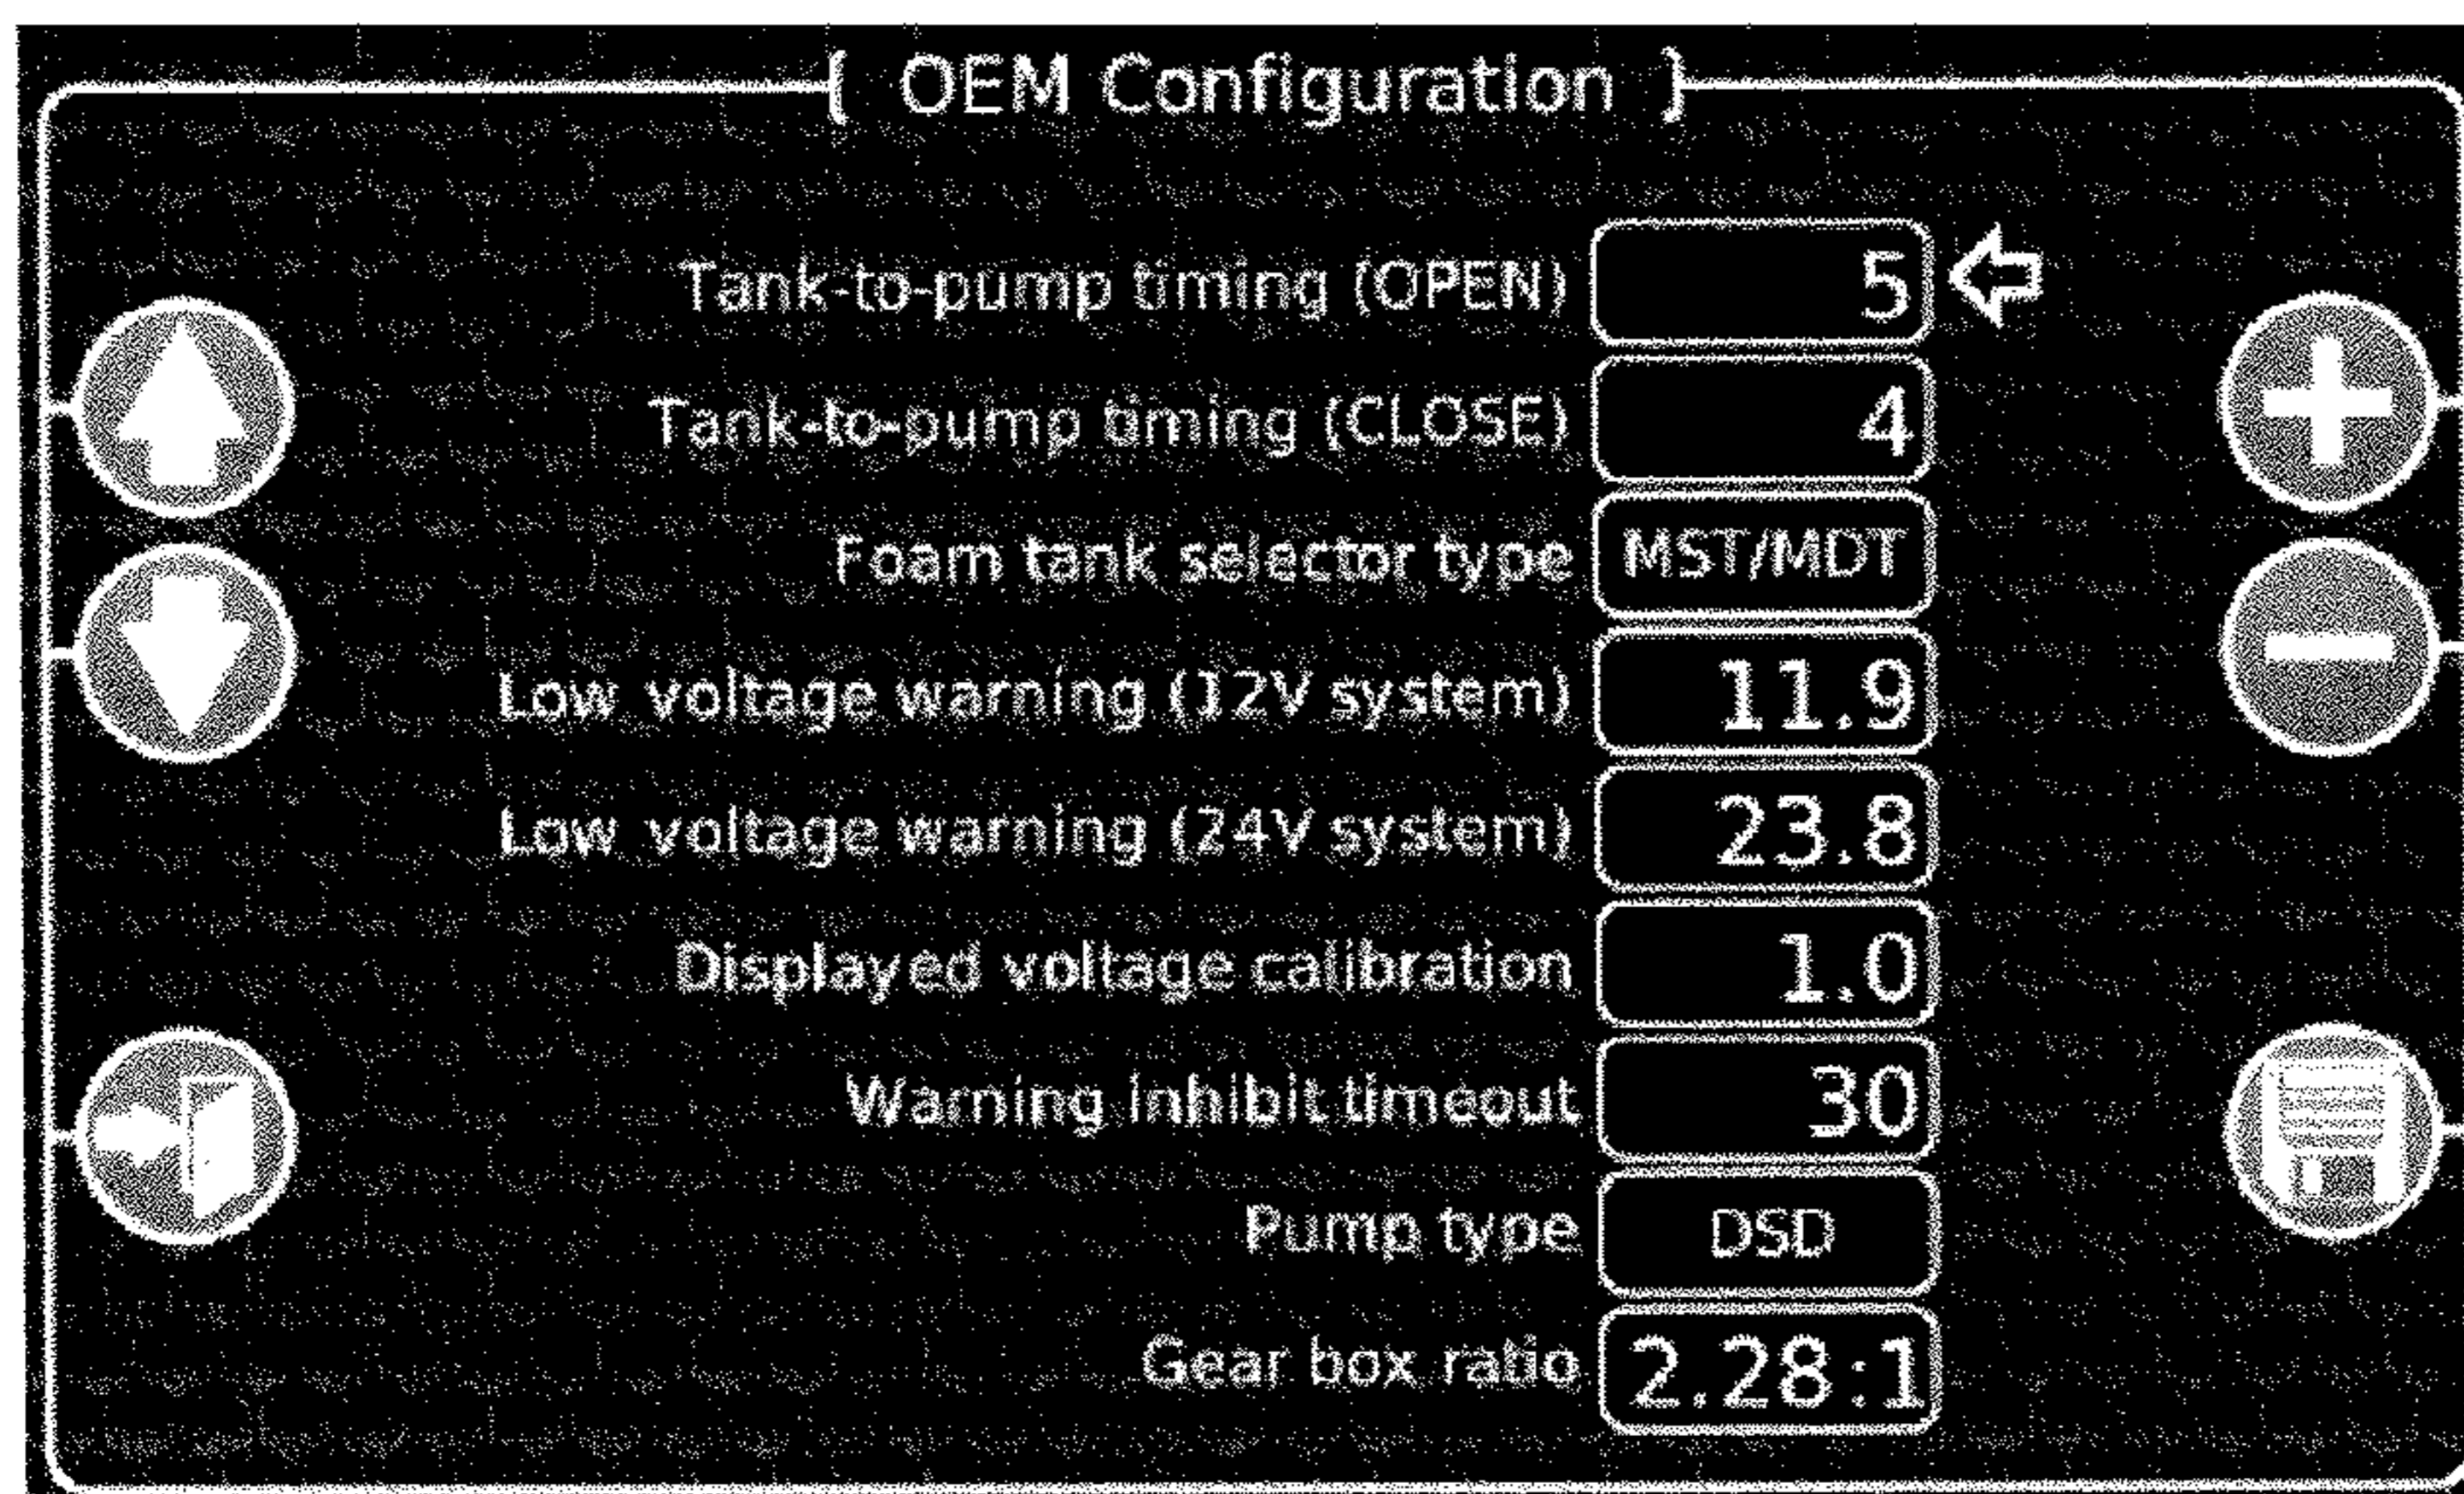 { OEM Configuration }
Tank-to-pump timing (OPEN) 5
Tank-to-pump timing (CLOSE) 4
Foam tank selector type MST/MDT
Low voltage warning (12V system) 11.9
Low voltage warning (24V system) 23.8
Displayed voltage calibration 1.0
Warning inhibit timeout 30
Pump type DSD
Gear box ratio 2.28:1